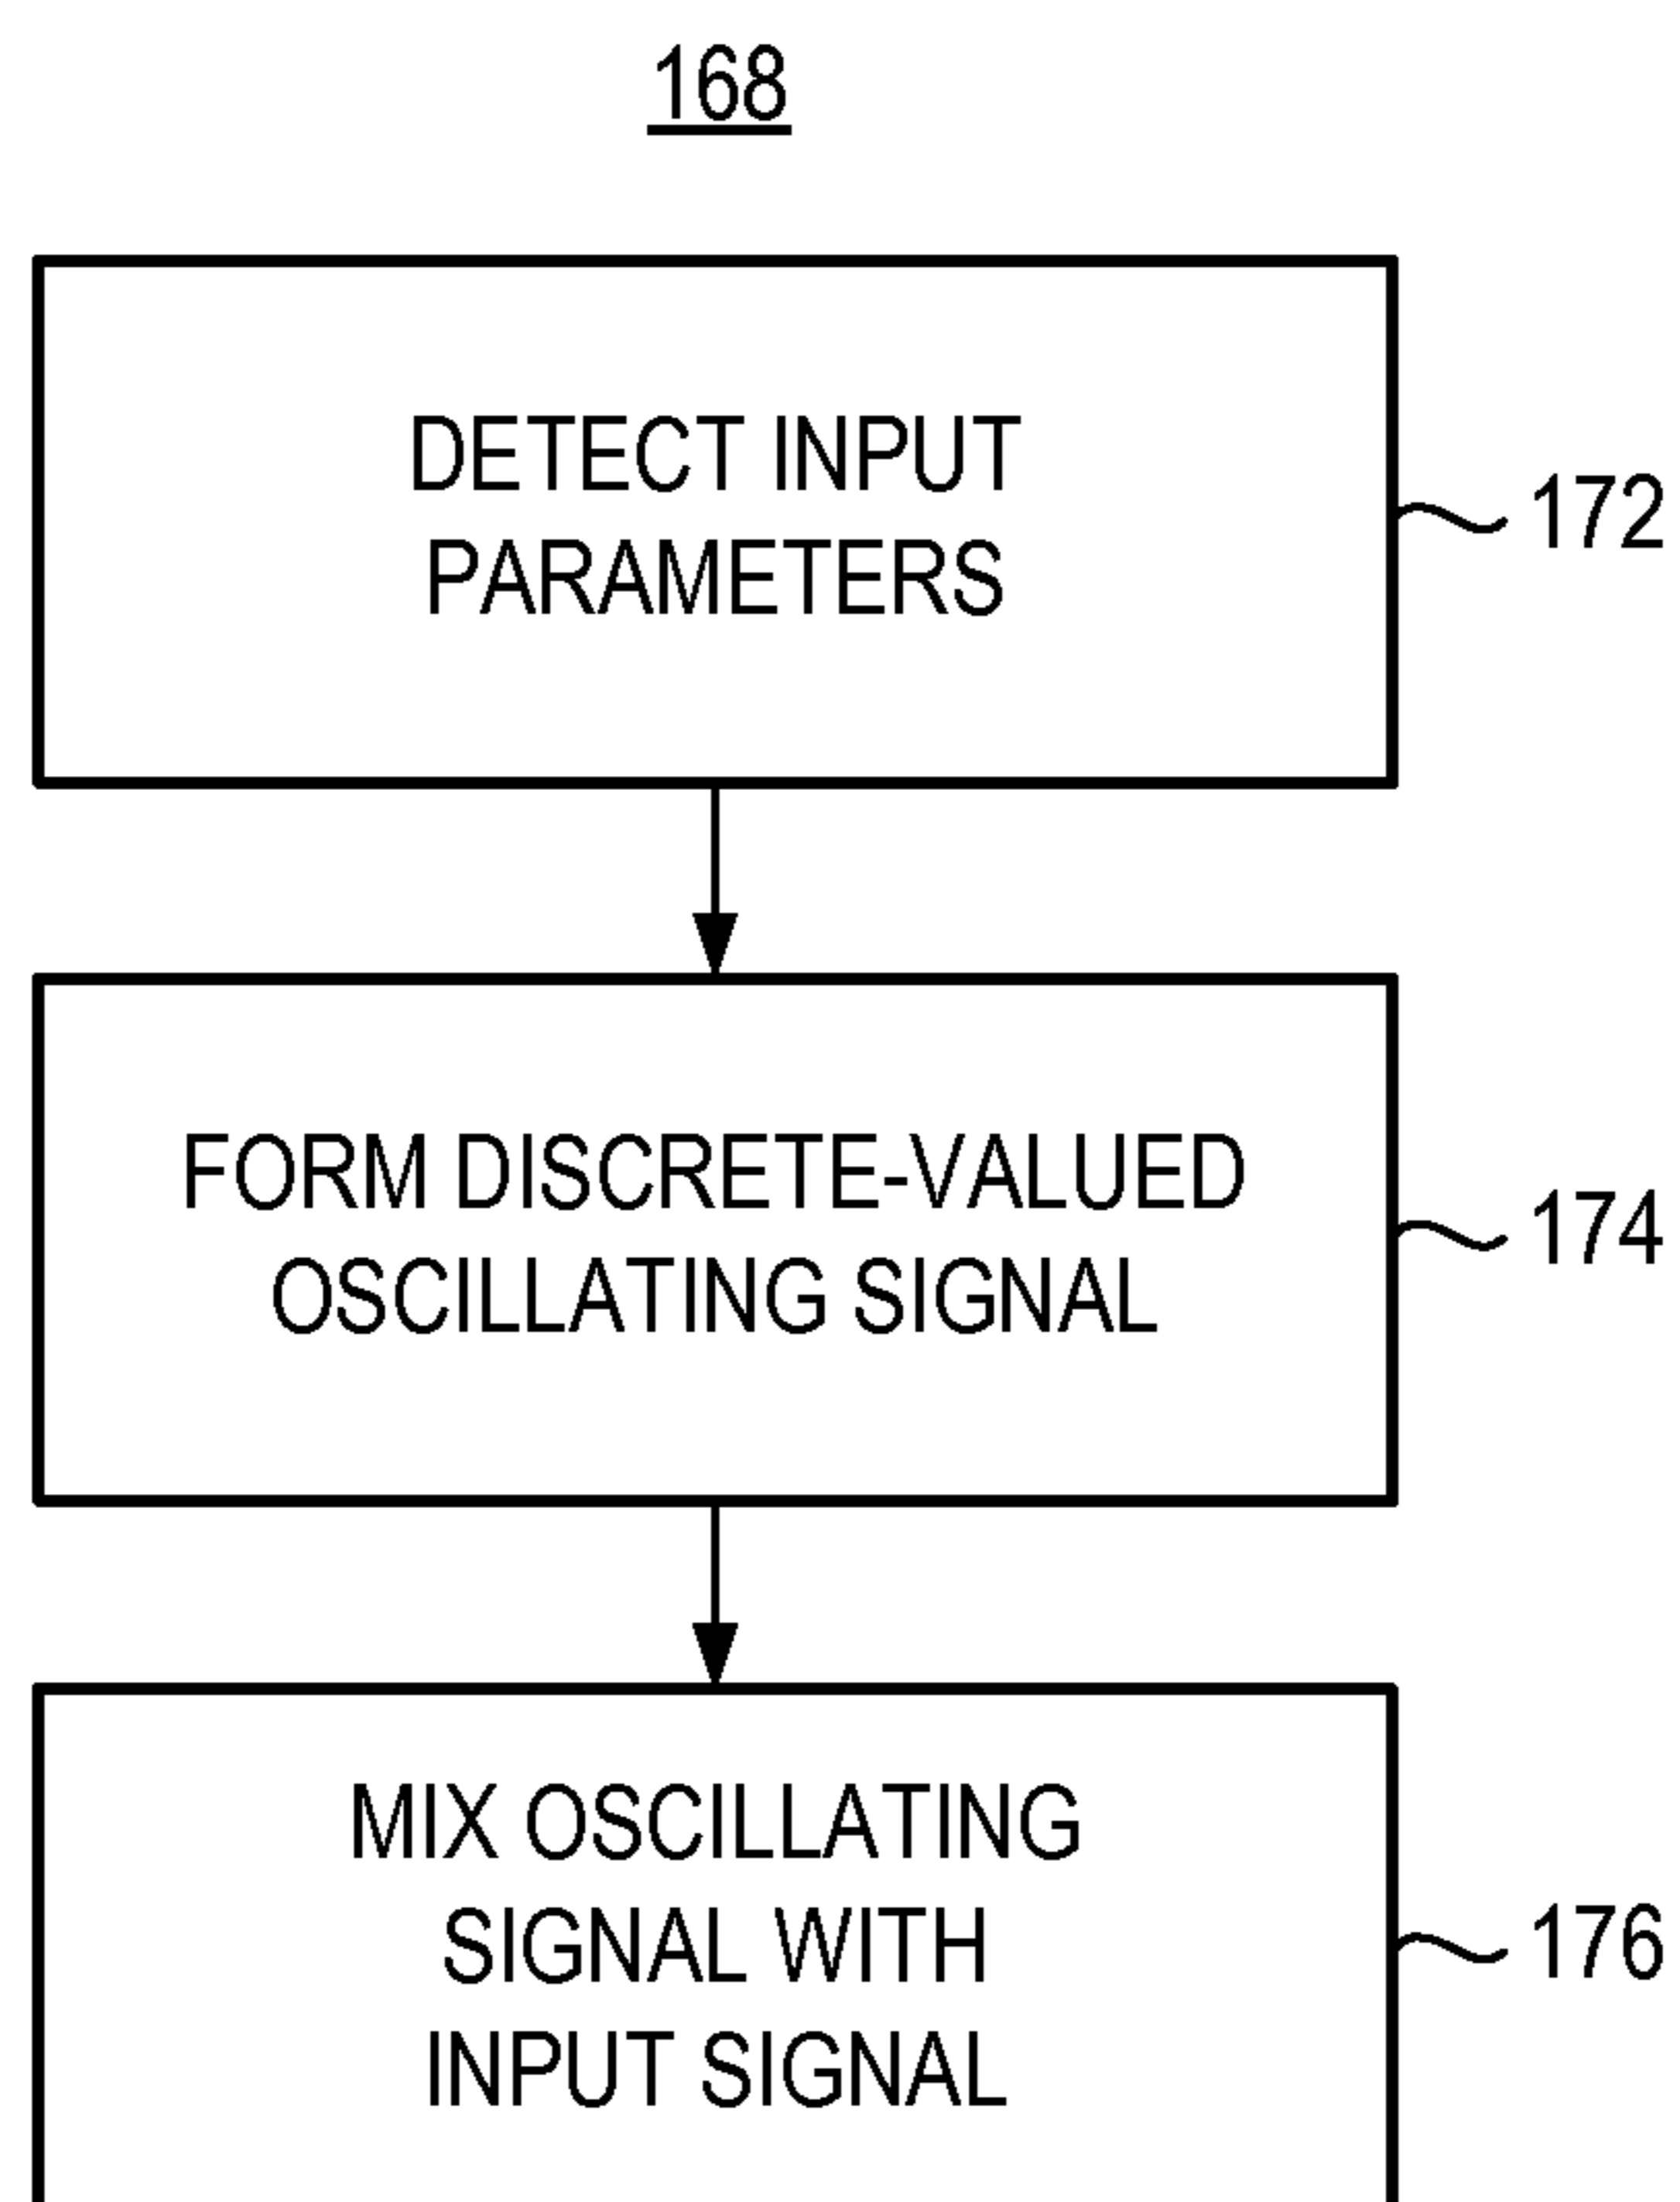 168
DETECT INPUT
PARAMETERS
172
FORM DISCRETE-VALUED
OSCILLATING SIGNAL
174
MIX OSCILLATING
SIGNAL WITH
INPUT SIGNAL
176